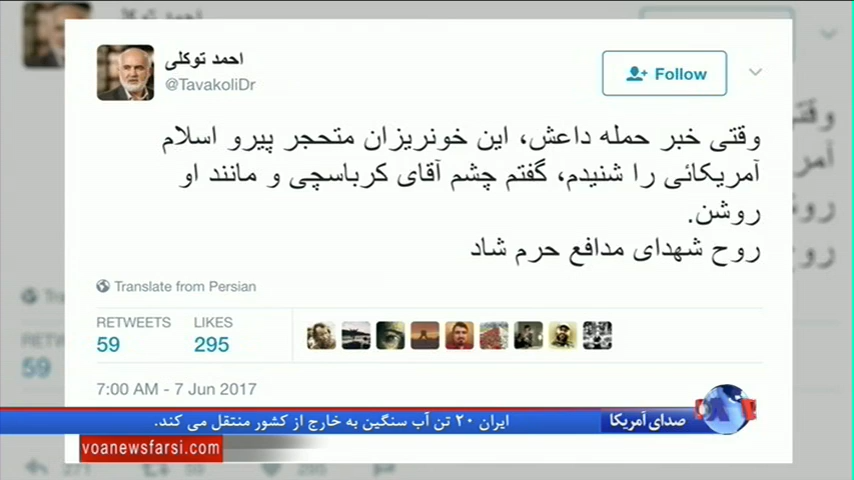 احمد توکلی
@TavakoliDr
Follow
وقتی خبر حمله داعش، این خونریزان متحجر پیرو اسلام
آمریکائی را شنیدم، گفتم چشم آقای کرباسچی و مانند او
روشن.
روح شهدای مدافع حرم شاد
Translate from Persian
RETWEETS LIKES
59 295
7:00 AM - 7 Jun 2017
صدای آمریکا
ایران ۲۰ تن آب سنگین به خارج از کشور منتقل می کند.
voanewsfarsi.com